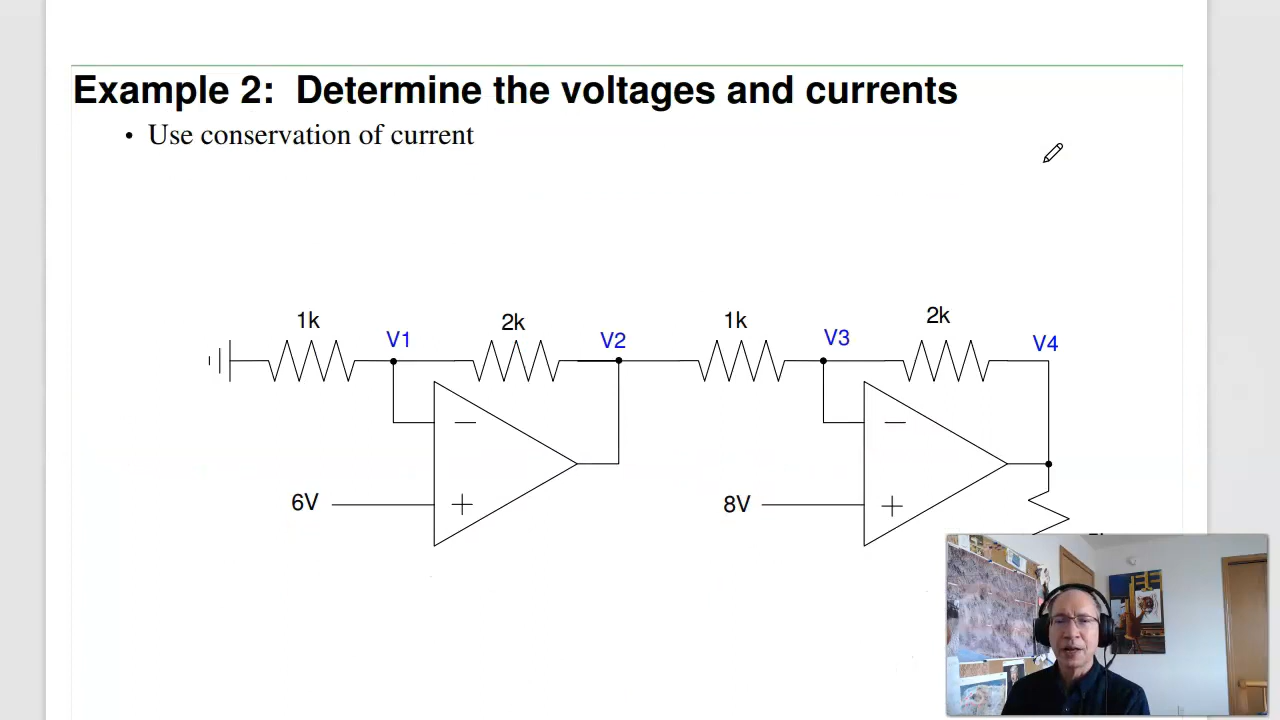 Example 2: Determine the voltages and currents
• Use conservation of current
1k
V1
2k
V2
1k
V3
2k
V4
6V
8V